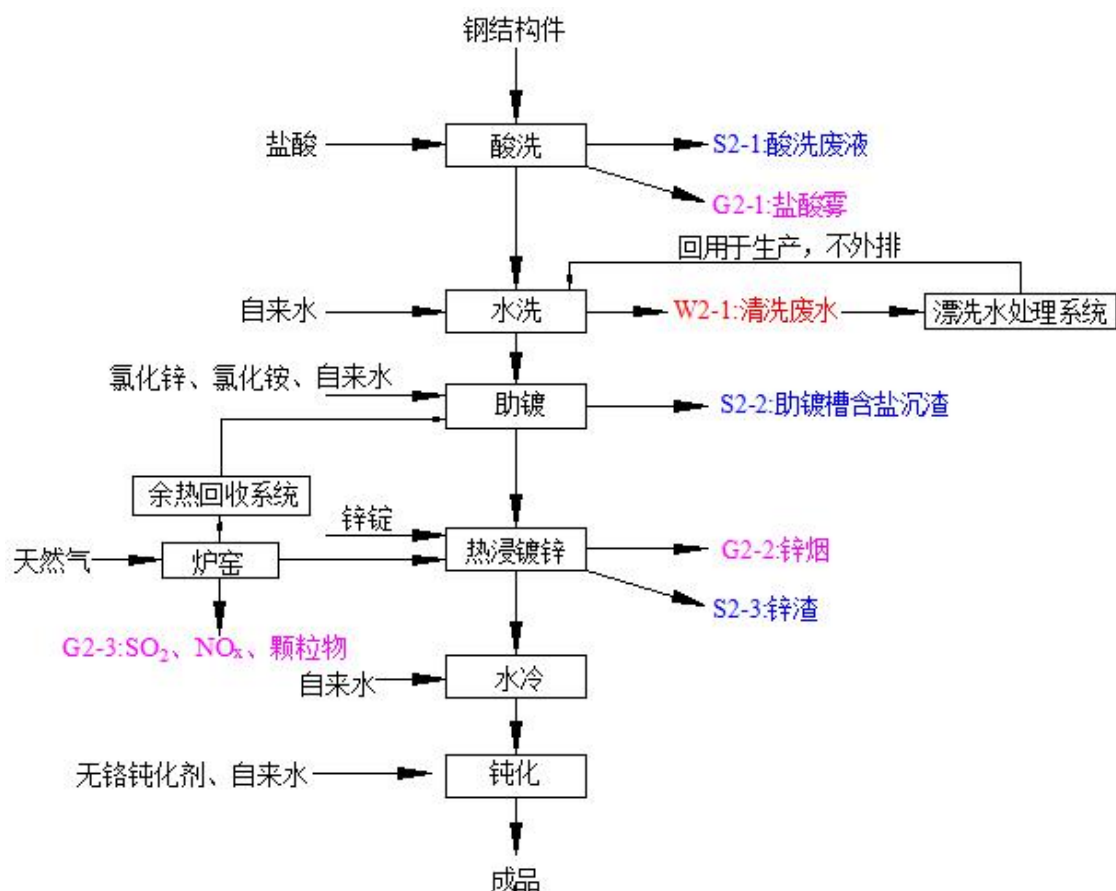 钢结构件
盐酸
酸洗
S2-1:酸洗废液
G2-1:盐酸雾
回用于生产，不外排
自来水
水洗
W2-1:清洗废水
漂洗水处理系统
氯化锌、氯化铵、自来水
助镀
S2-2:助镀槽含盐沉渣
余热回收系统
锌锭
天然气
炉窑
热浸镀锌
G2-2:锌烟
S2-3:锌渣
G2-3:SO₂、NOₓ、颗粒物
自来水
水冷
无铬钝化剂、自来水
钝化
成品